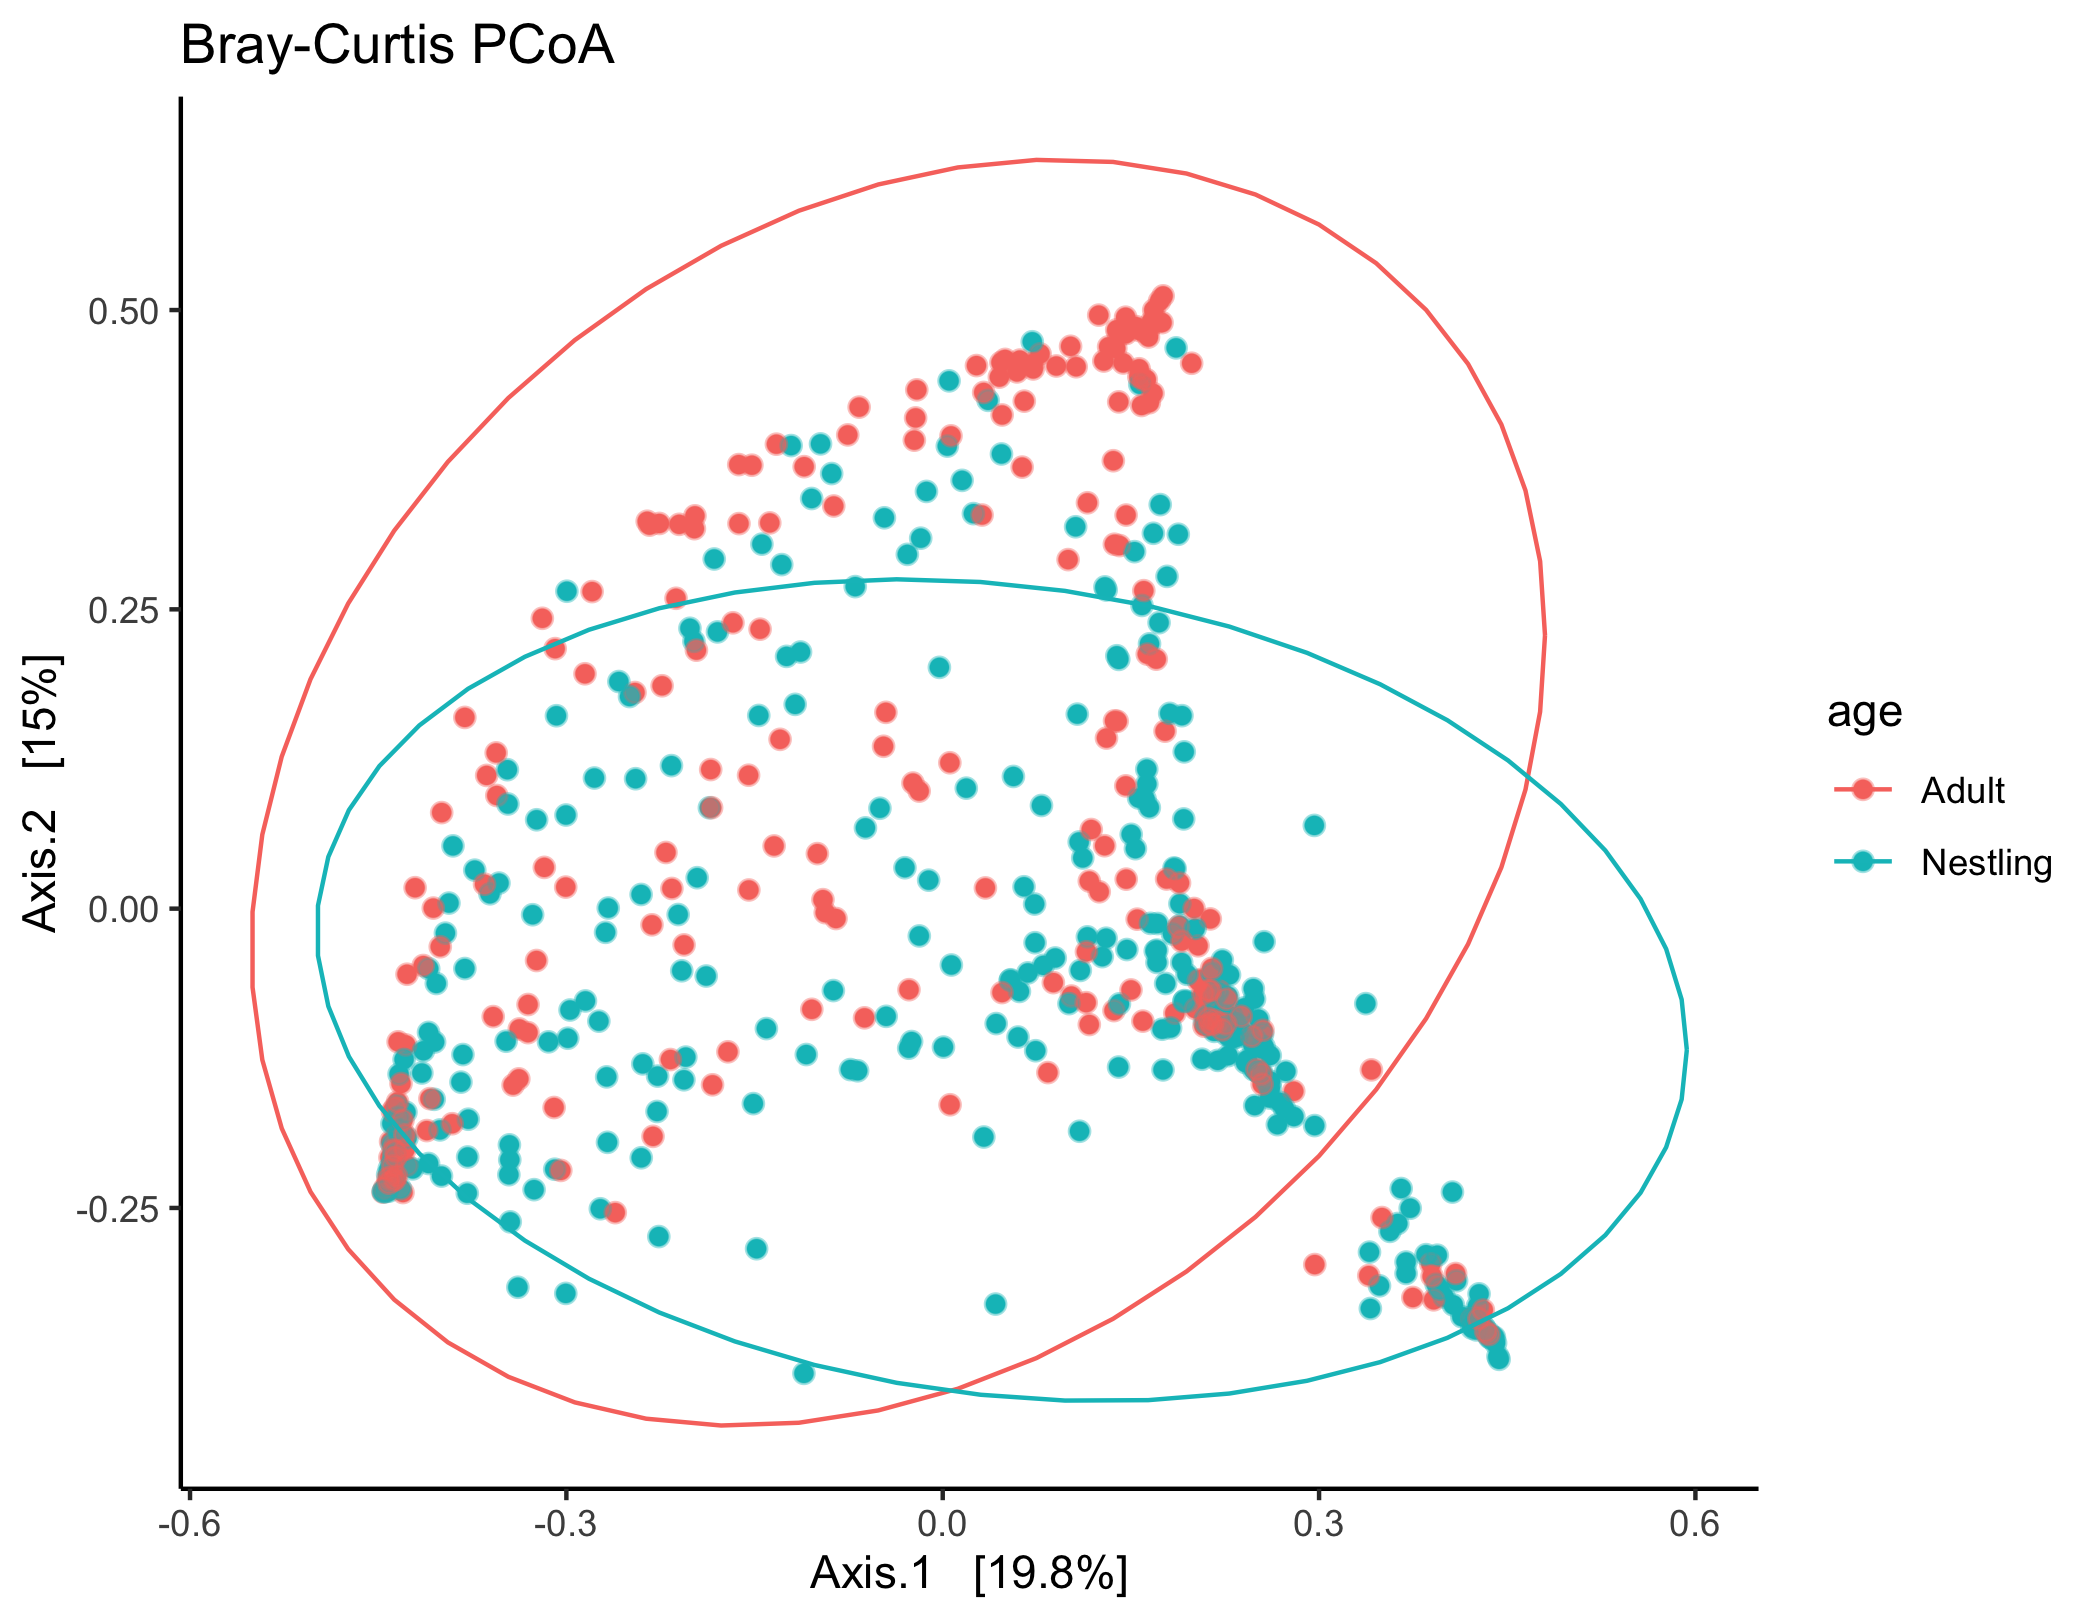 Bray-Curtis PCoA
0.50
0.25
0.00
-0.25
Axis.2 [15%]
-0.6
-0.3
0.0
0.3
0.6
Axis.1 [19.8%]
age
Adult
Nestling